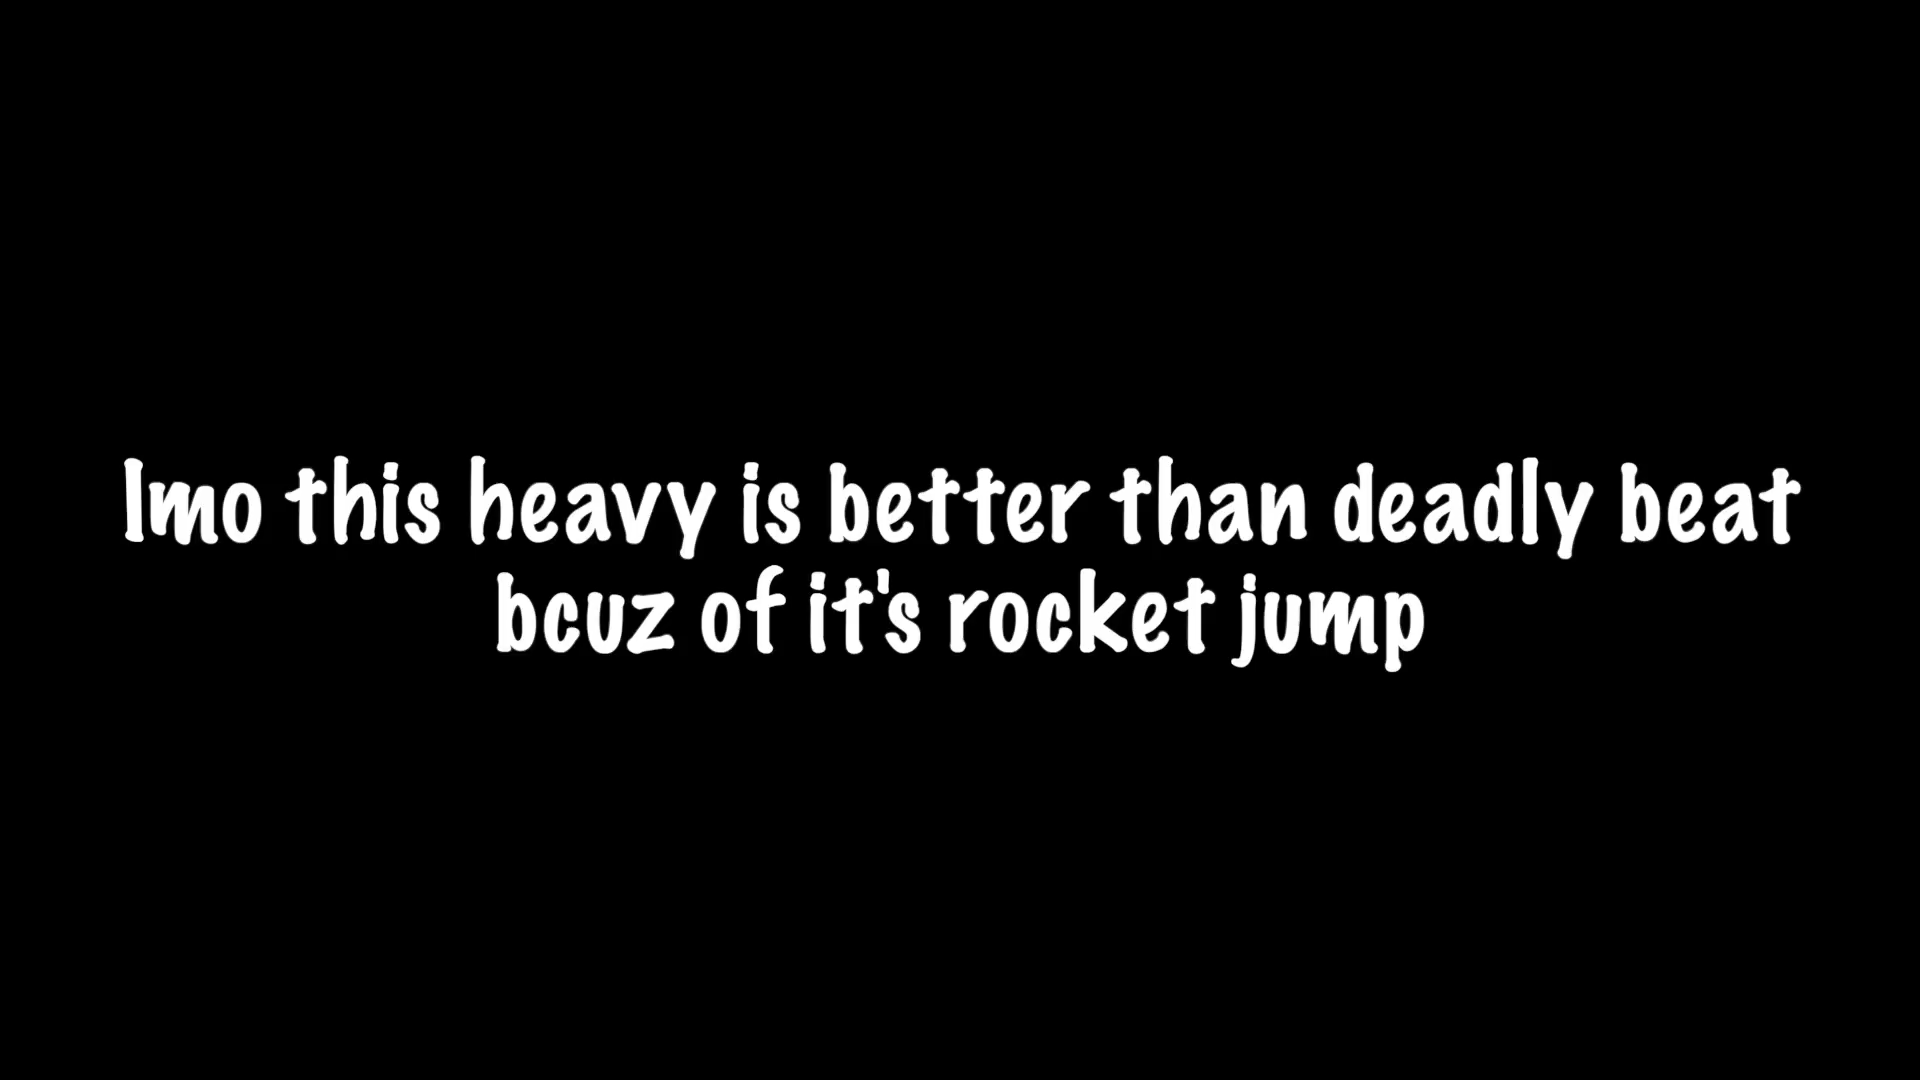 Imo this heavy is better than deadly beat
bcuz of it's rocket jump